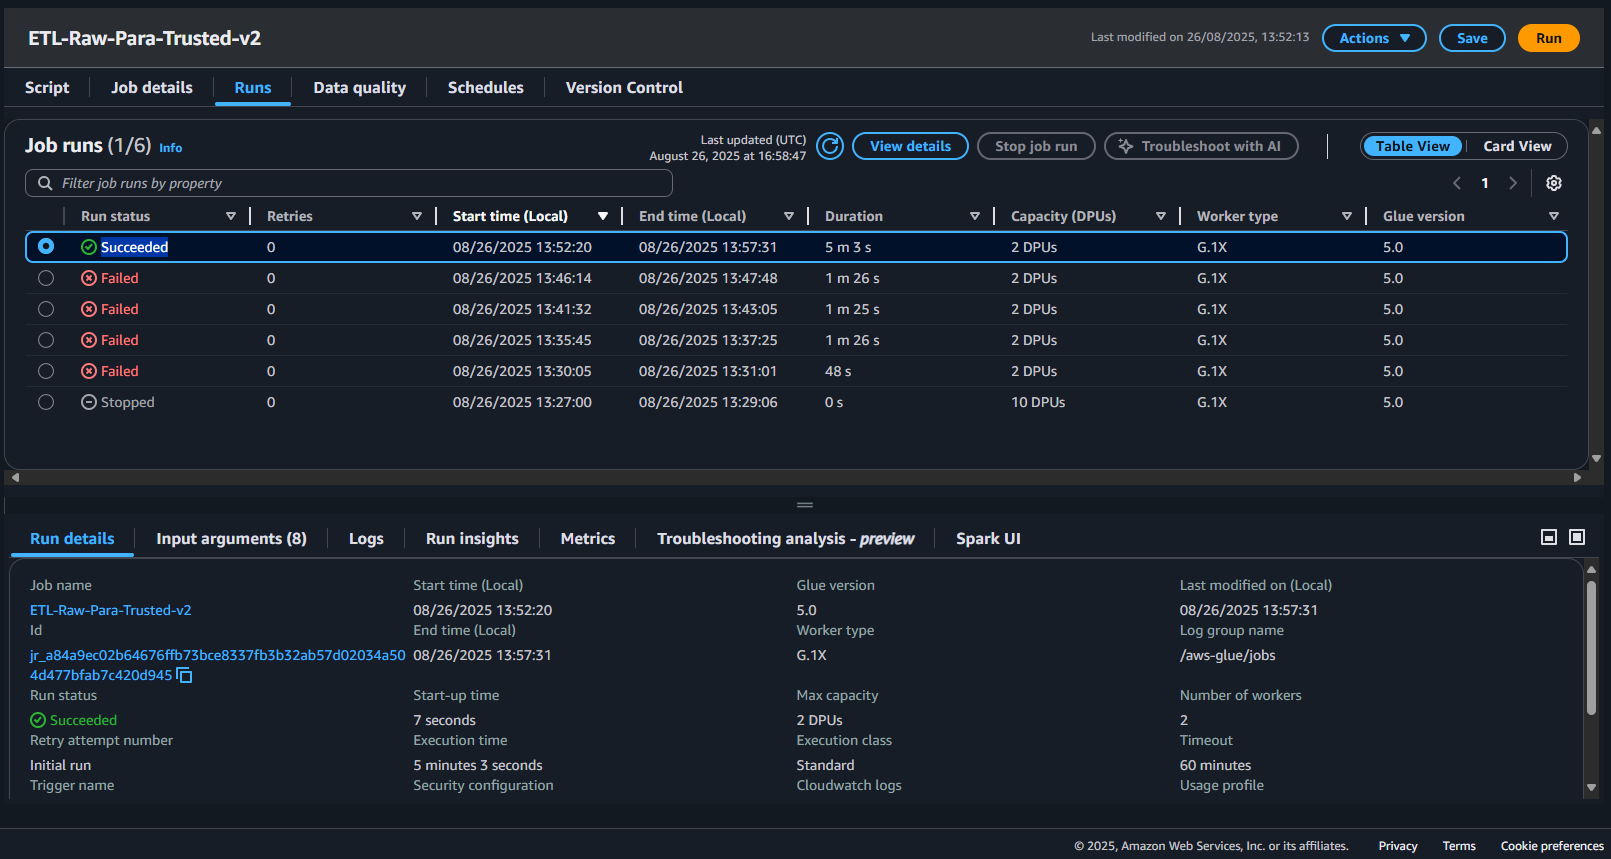 ETL-Raw-Para-Trusted-v2
Last modified on 26/08/2025, 13:52:13
Actions
Save
Run
Script
Job details
Runs
Data quality
Schedules
Version Control
Job runs (1/6) Info
Last updated (UTC)
August 26, 2025 at 16:58:47
View details
Stop job run
Troubleshoot with AI
Table View
Card View
Filter job runs by property
1
Run status Retries Start time (Local) End time (Local) Duration Capacity (DPUs) Worker type Glue version
Succeeded 0 08/26/2025 13:52:20 08/26/2025 13:57:31 5 m 3 s 2 DPUs G.1X 5.0
Failed 0 08/26/2025 13:46:14 08/26/2025 13:47:48 1 m 26 s 2 DPUs G.1X 5.0
Failed 0 08/26/2025 13:41:32 08/26/2025 13:43:05 1 m 25 s 2 DPUs G.1X 5.0
Failed 0 08/26/2025 13:35:45 08/26/2025 13:37:25 1 m 26 s 2 DPUs G.1X 5.0
Failed 0 08/26/2025 13:30:05 08/26/2025 13:31:01 48 s 2 DPUs G.1X 5.0
Stopped 0 08/26/2025 13:27:00 08/26/2025 13:29:06 0 s 10 DPUs G.1X 5.0
Run details
Input arguments (8)
Logs
Run insights
Metrics
Troubleshooting analysis - preview
Spark UI
Job name
ETL-Raw-Para-Trusted-v2
Id
jr_a84a9ec02b64676ffb73bce8337fb3b32ab57d02034a50
4d477bfab7c420d945
Run status
Succeeded
Retry attempt number
Initial run
Trigger name
Start time (Local)
08/26/2025 13:52:20
End time (Local)
08/26/2025 13:57:31
Start-up time
7 seconds
Execution time
5 minutes 3 seconds
Security configuration
Glue version
5.0
Worker type
G.1X
Max capacity
2 DPUs
Execution class
Standard
Cloudwatch logs
Last modified on (Local)
08/26/2025 13:57:31
Log group name
/aws-glue/jobs
Number of workers
2
Timeout
60 minutes
Usage profile
© 2025, Amazon Web Services, Inc. or its affiliates.
Privacy
Terms
Cookie preferences